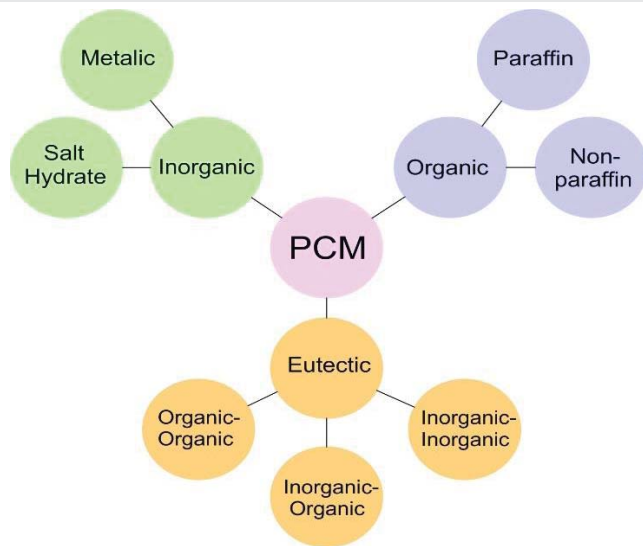 Metalic
Paraffin
Salt
Hydrate
Inorganic
Organic
Non-
paraffin
PCM
Eutectic
Organic-
Organic
Inorganic-
Inorganic
Inorganic-
Organic